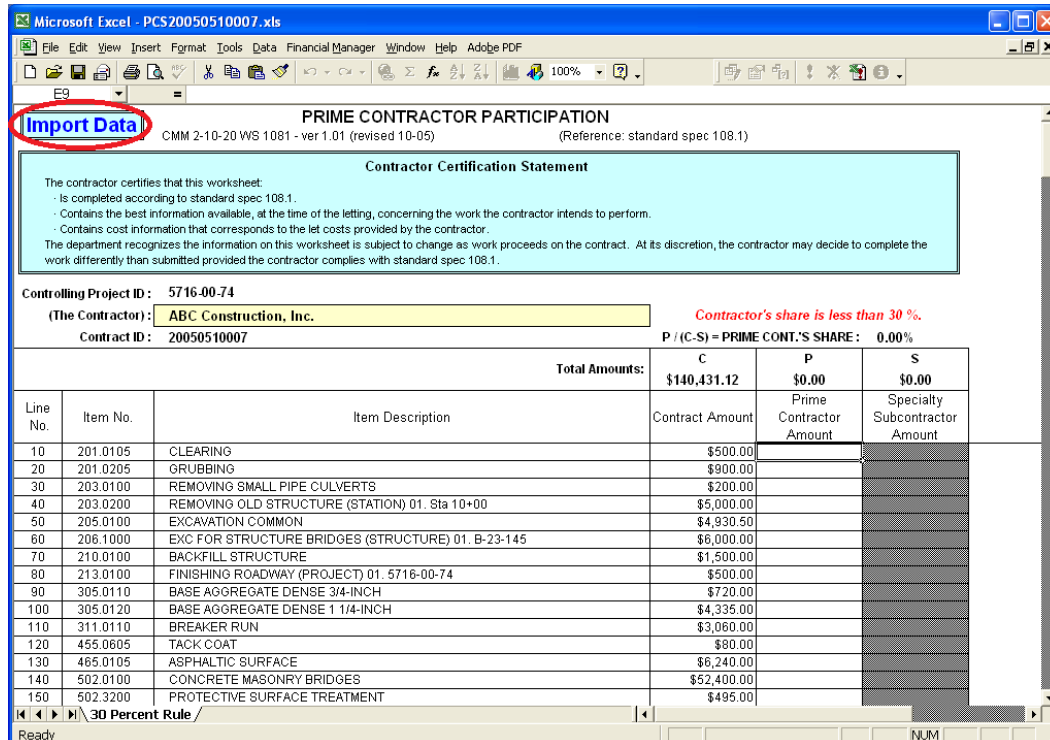 Microsoft Excel - PCS20050510007.xls
File Edit View Insert Format Tools Data Financial Manager Window Help Adobe PDF
100%
E9 =
Import Data
PRIME CONTRACTOR PARTICIPATION
CMM 2-10-20 WS 1081 - ver 1.01 (revised 10-05) (Reference: standard spec 108.1)
Contractor Certification Statement
The contractor certifies that this worksheet:
· Is completed according to standard spec 108.1.
· Contains the best information available, at the time of the letting, concerning the work the contractor intends to perform.
· Contains cost information that corresponds to the let costs provided by the contractor.
The department recognizes the information on this worksheet is subject to change as work proceeds on the contract. At its discretion, the contractor may decide to complete the
work differently than submitted provided the contractor complies with standard spec 108.1.
Controlling Project ID : 5716-00-74
(The Contractor) : ABC Construction, Inc. Contractor's share is less than 30 %.
Contract ID : 20050510007 P / (C-S) = PRIME CONT.'S SHARE : 0.00%
Total Amounts: C P S
$140,431.12 $0.00 $0.00
Line No. Item No. Item Description Contract Amount Prime Contractor Amount Specialty Subcontractor Amount
10 201.0105 CLEARING $500.00
20 201.0205 GRUBBING $900.00
30 203.0100 REMOVING SMALL PIPE CULVERTS $200.00
40 203.0200 REMOVING OLD STRUCTURE (STATION) 01. Sta 10+00 $5,000.00
50 205.0100 EXCAVATION COMMON $4,930.50
60 206.1000 EXC FOR STRUCTURE BRIDGES (STRUCTURE) 01. B-23-145 $6,000.00
70 210.0100 BACKFILL STRUCTURE $1,500.00
80 213.0100 FINISHING ROADWAY (PROJECT) 01. 5716-00-74 $500.00
90 305.0110 BASE AGGREGATE DENSE 3/4-INCH $720.00
100 305.0120 BASE AGGREGATE DENSE 1 1/4-INCH $4,335.00
110 311.0110 BREAKER RUN $3,060.00
120 455.0605 TACK COAT $80.00
130 465.0105 ASPHALTIC SURFACE $6,240.00
140 502.0100 CONCRETE MASONRY BRIDGES $52,400.00
150 502.3200 PROTECTIVE SURFACE TREATMENT $495.00
30 Percent Rule
Ready NUM